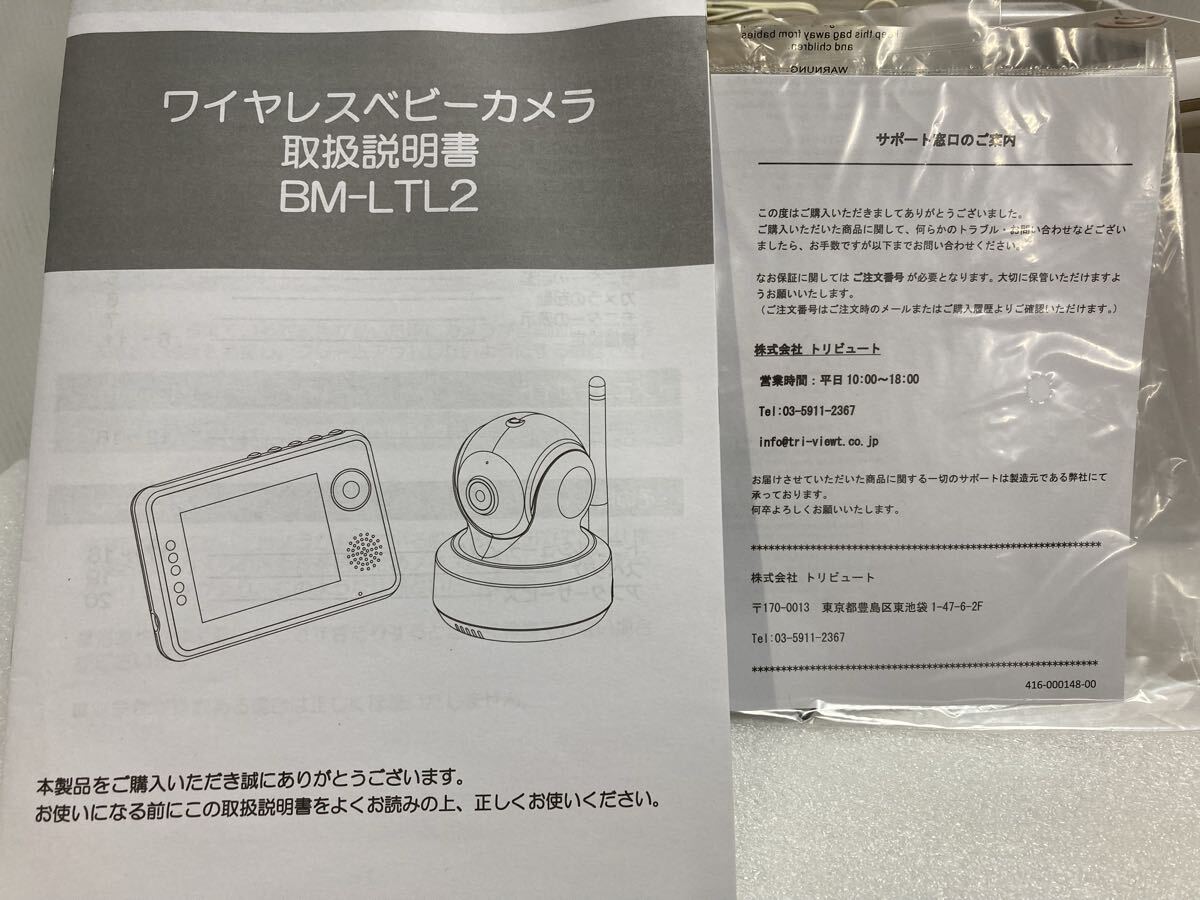 ワイヤレスベビーカメラ
取扱説明書
BM-LTL2
本製品をご購入いただき誠にありがとうございます。
お使いになる前にこの取扱説明書をよくお読みの上、正しくお使いください。
keep this bag away from babies
and children.
WARNUNG
サポート窓口のご案内
この度はご購入いただきましてありがとうございました。
ご購入いただいた商品に関して、何らかのトラブル・お問い合わせなどござい
ましたら、お手数ですが以下までお問い合わせください。
なお保証に関しては ご注文番号 が必要となります。大切に保管いただけますよ
うお願いいたします。
（ご注文番号はご注文時のメールまたはご購入履歴よりご確認いただけます。）
株式会社 トリビュート
営業時間：平日 10:00～18:00
Tel:03-5911-2367
info@tri-viewt.co.jp
お届けさせていただいた商品に関する一切のサポートは製造元である弊社にて
承っております。
何卒よろしくお願いいたします。
株式会社 トリビュート
〒170-0013 東京都豊島区東池袋 1-47-6-2F
Tel:03-5911-2367
416-000148-00